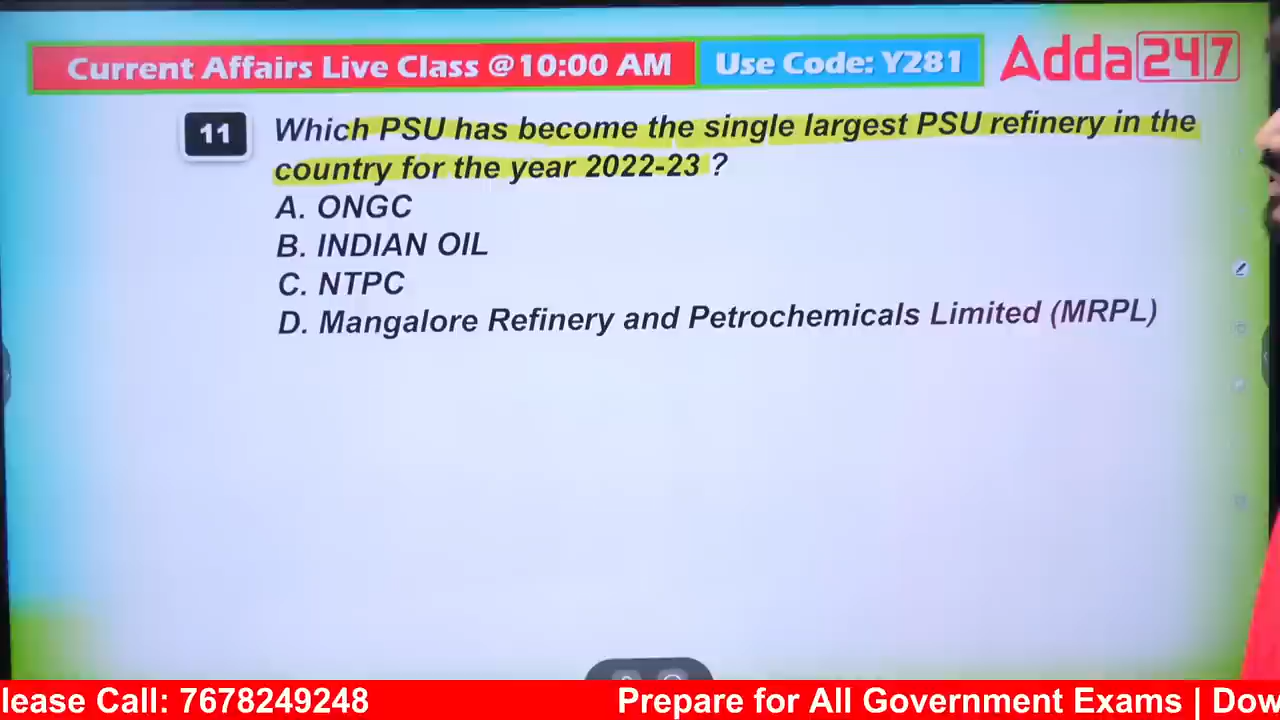 Current Affairs Live Class @10:00 AM
Use Code: Y281
Adda247
11
Which PSU has become the single largest PSU refinery in the
country for the year 2022-23 ?
A. ONGC
B. INDIAN OIL
C. NTPC
D. Mangalore Refinery and Petrochemicals Limited (MRPL)
lease Call: 7678249248 Prepare for All Government Exams | Dow